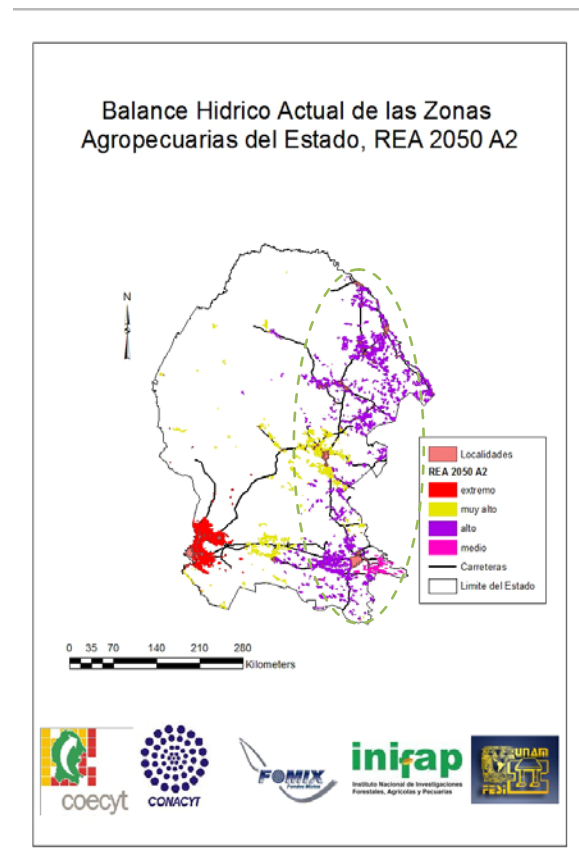 Balance Hidrico Actual de las Zonas
Agropecuarias del Estado, REA 2050 A2
N
Localidades
REA 2050 A2
extremo
muy alto
alto
medio
Carreteras
Limite del Estado
0 35 70 140 210 280
Kilometers
coecyt
CONACYT
FOMIX
Fondos Mixtos
inifap
Instituto Nacional de Investigaciones
Forestales, Agrícolas y Pecuarias
UNAM
FESI